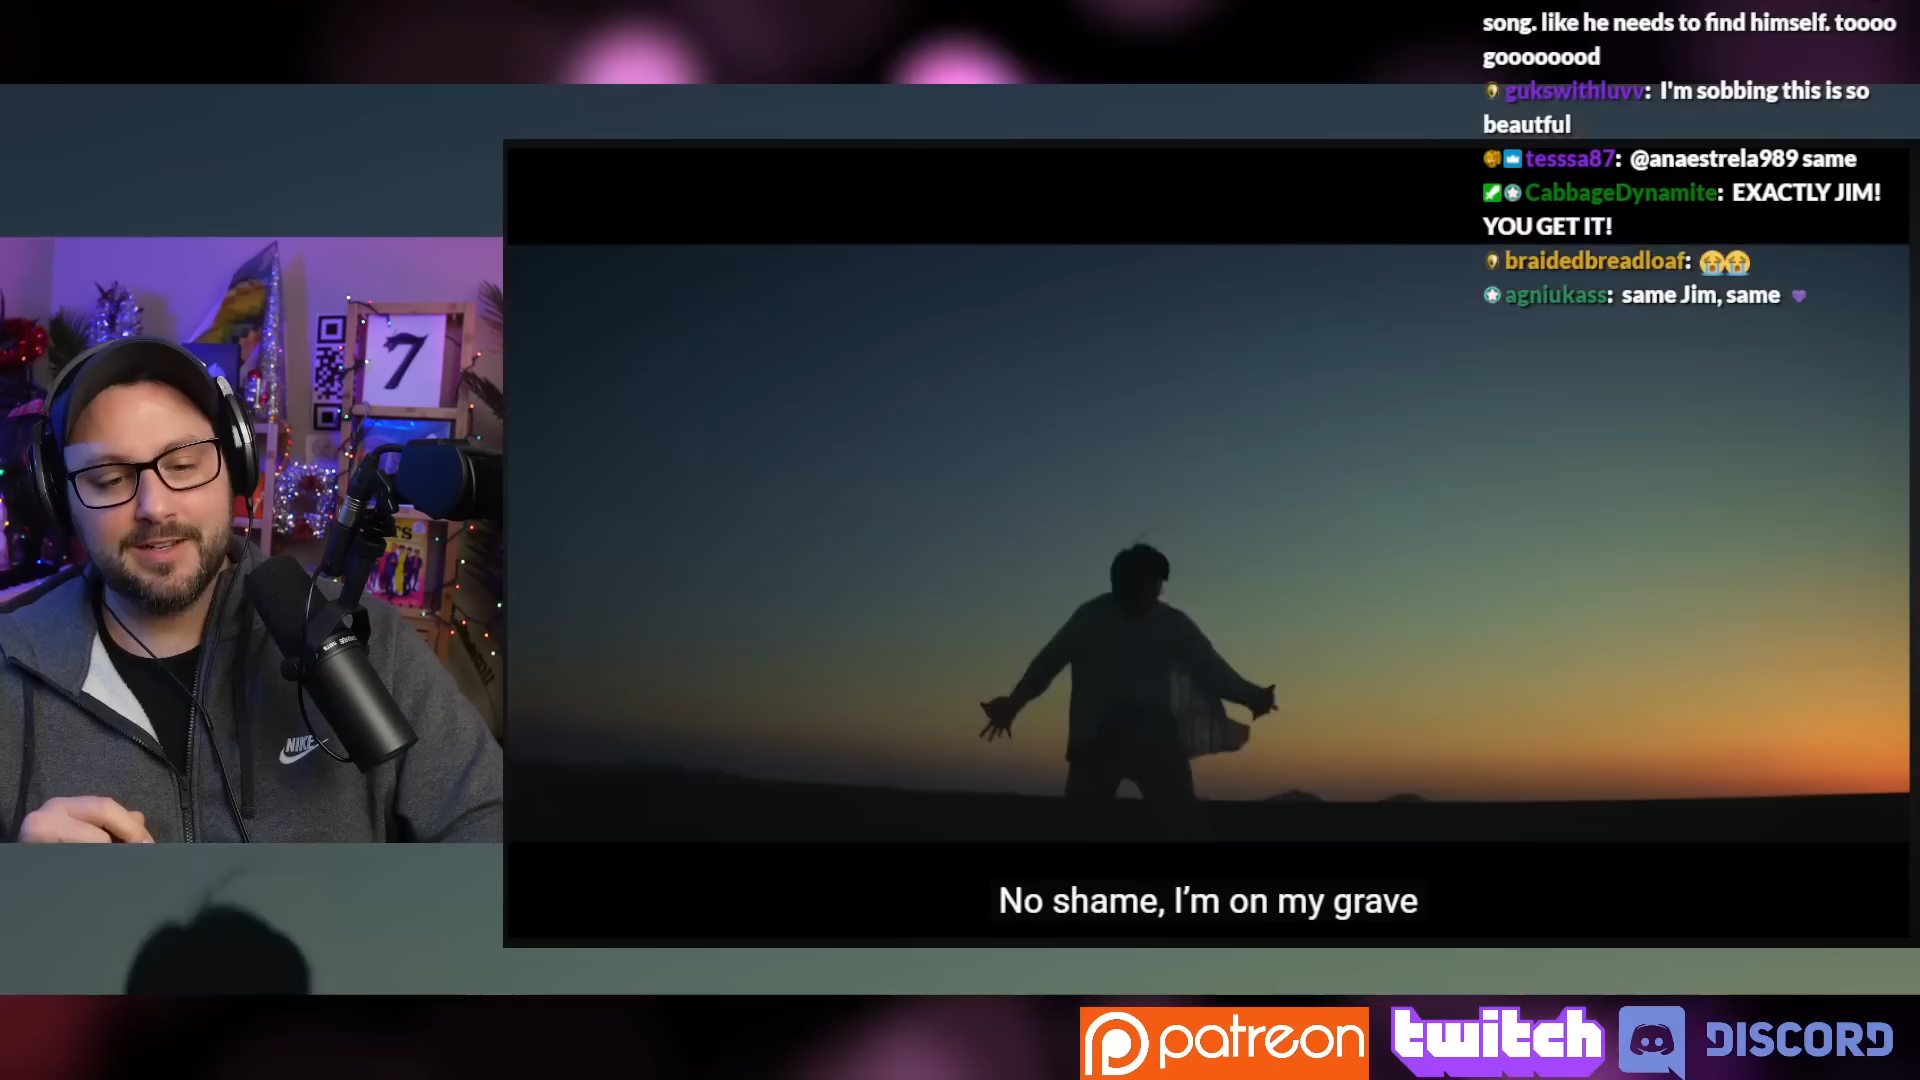 song. like he needs to find himself. toooo
goooooood
gukswithluvv: I'm sobbing this is so
beautful
tesssa87: @anaestrela989 same
CabbageDynamite: EXACTLY JIM!
YOU GET IT!
braidedbreadloaf: 😭😭
agniukass: same Jim, same 💜
7
NIKE
No shame, I’m on my grave
patreon
twitch
DISCORD